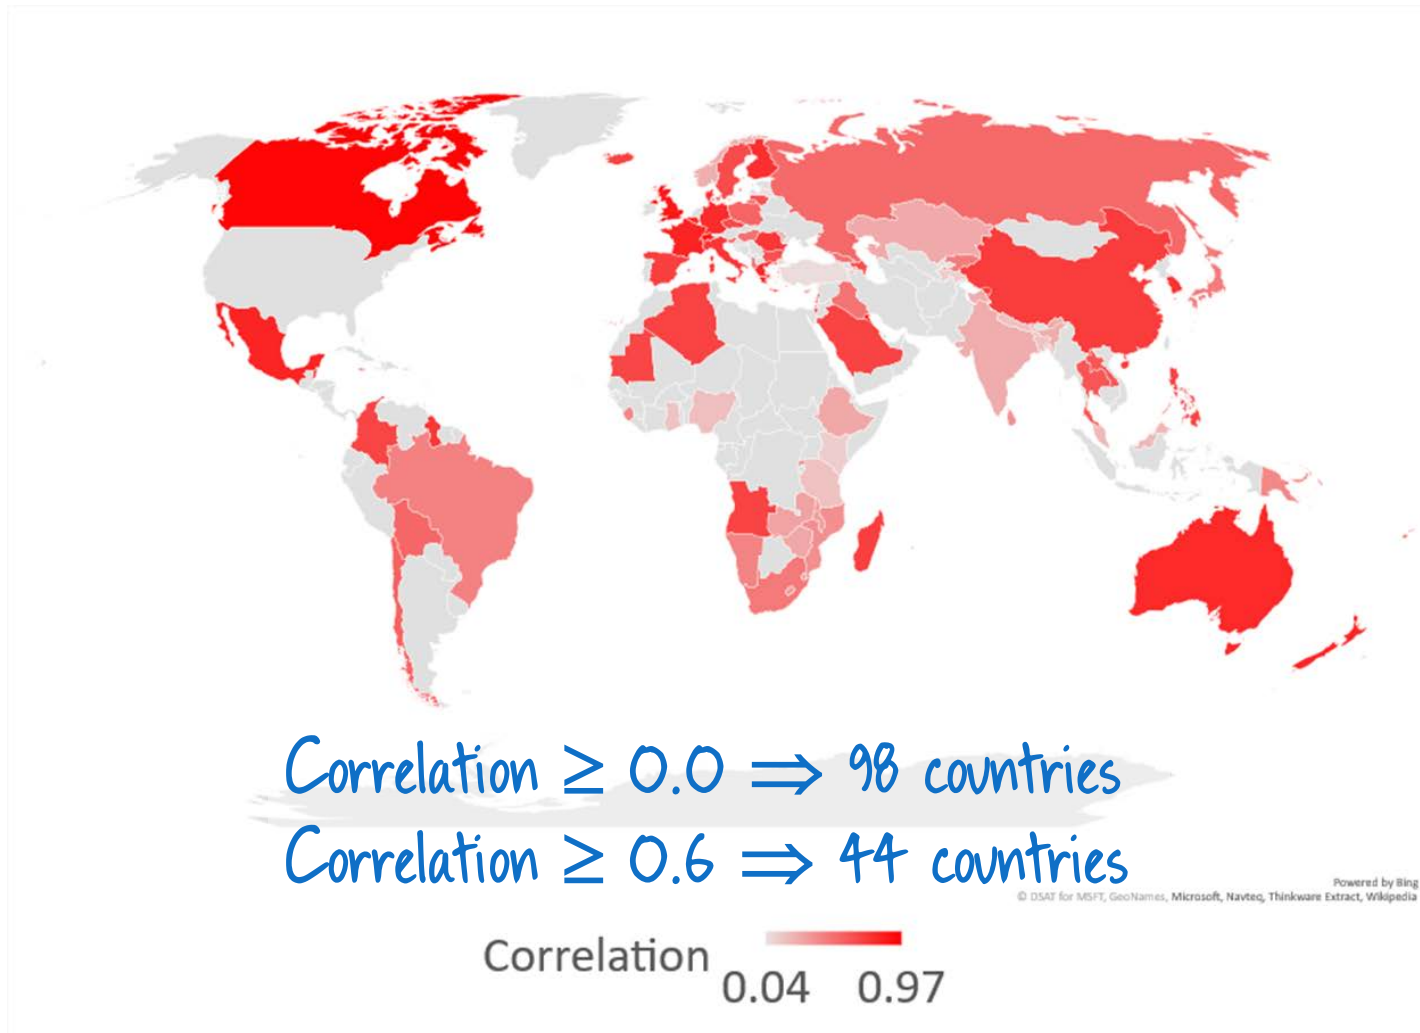 Correlation ≥ 0.0 ⇒ 98 countries
Correlation ≥ 0.6 ⇒ 44 countries
Powered by Bing
© DSAT for MSFT, GeoNames, Microsoft, Navteq, Thinkware Extract, Wikipedia
Correlation
0.04 0.97